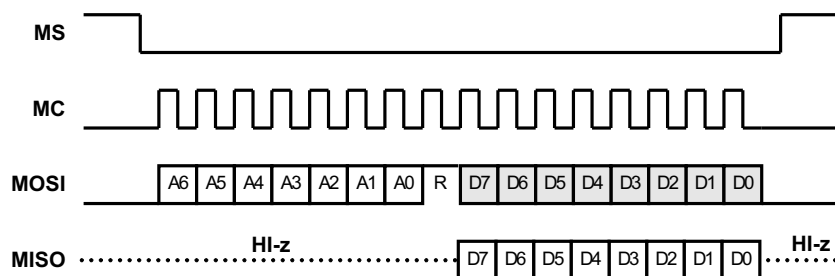 MS
MC
MOSI A6 A5 A4 A3 A2 A1 A0 R D7 D6 D5 D4 D3 D2 D1 D0
HI-z HI-z
MISO D7 D6 D5 D4 D3 D2 D1 D0